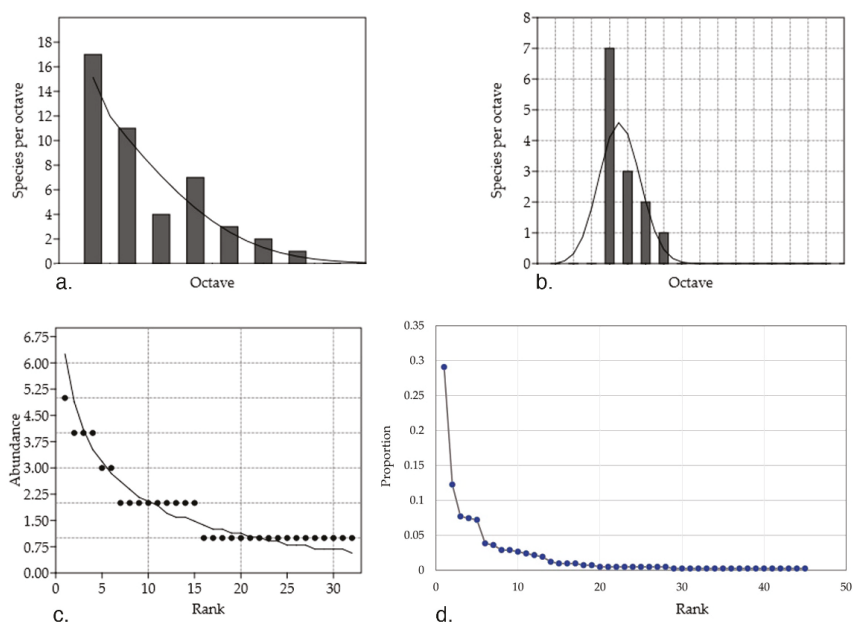 Species per octave
18
16
14
12
10
8
6
4
2
0
Octave
a.
Species per octave
8
7
6
5
4
3
2
1
0
Octave
b.
Abundance
6.75
6.00
5.25
4.50
3.75
3.00
2.25
1.50
0.75
0.00
0 5 10 15 20 25 30
Rank
c.
Proportion
0.35
0.3
0.25
0.2
0.15
0.1
0.05
0
0 10 20 30 40 50
Rank
d.